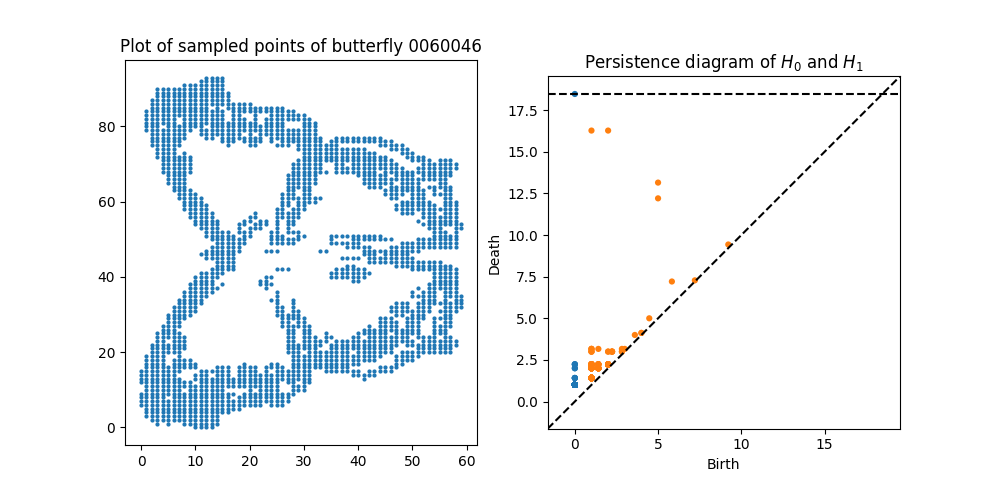 Plot of sampled points of butterfly 0060046
80
60
40
20
0
0 10 20 30 40 50 60
Persistence diagram of H₀ and H₁
Death
17.5
15.0
12.5
10.0
7.5
5.0
2.5
0.0
0 5 10 15
Birth